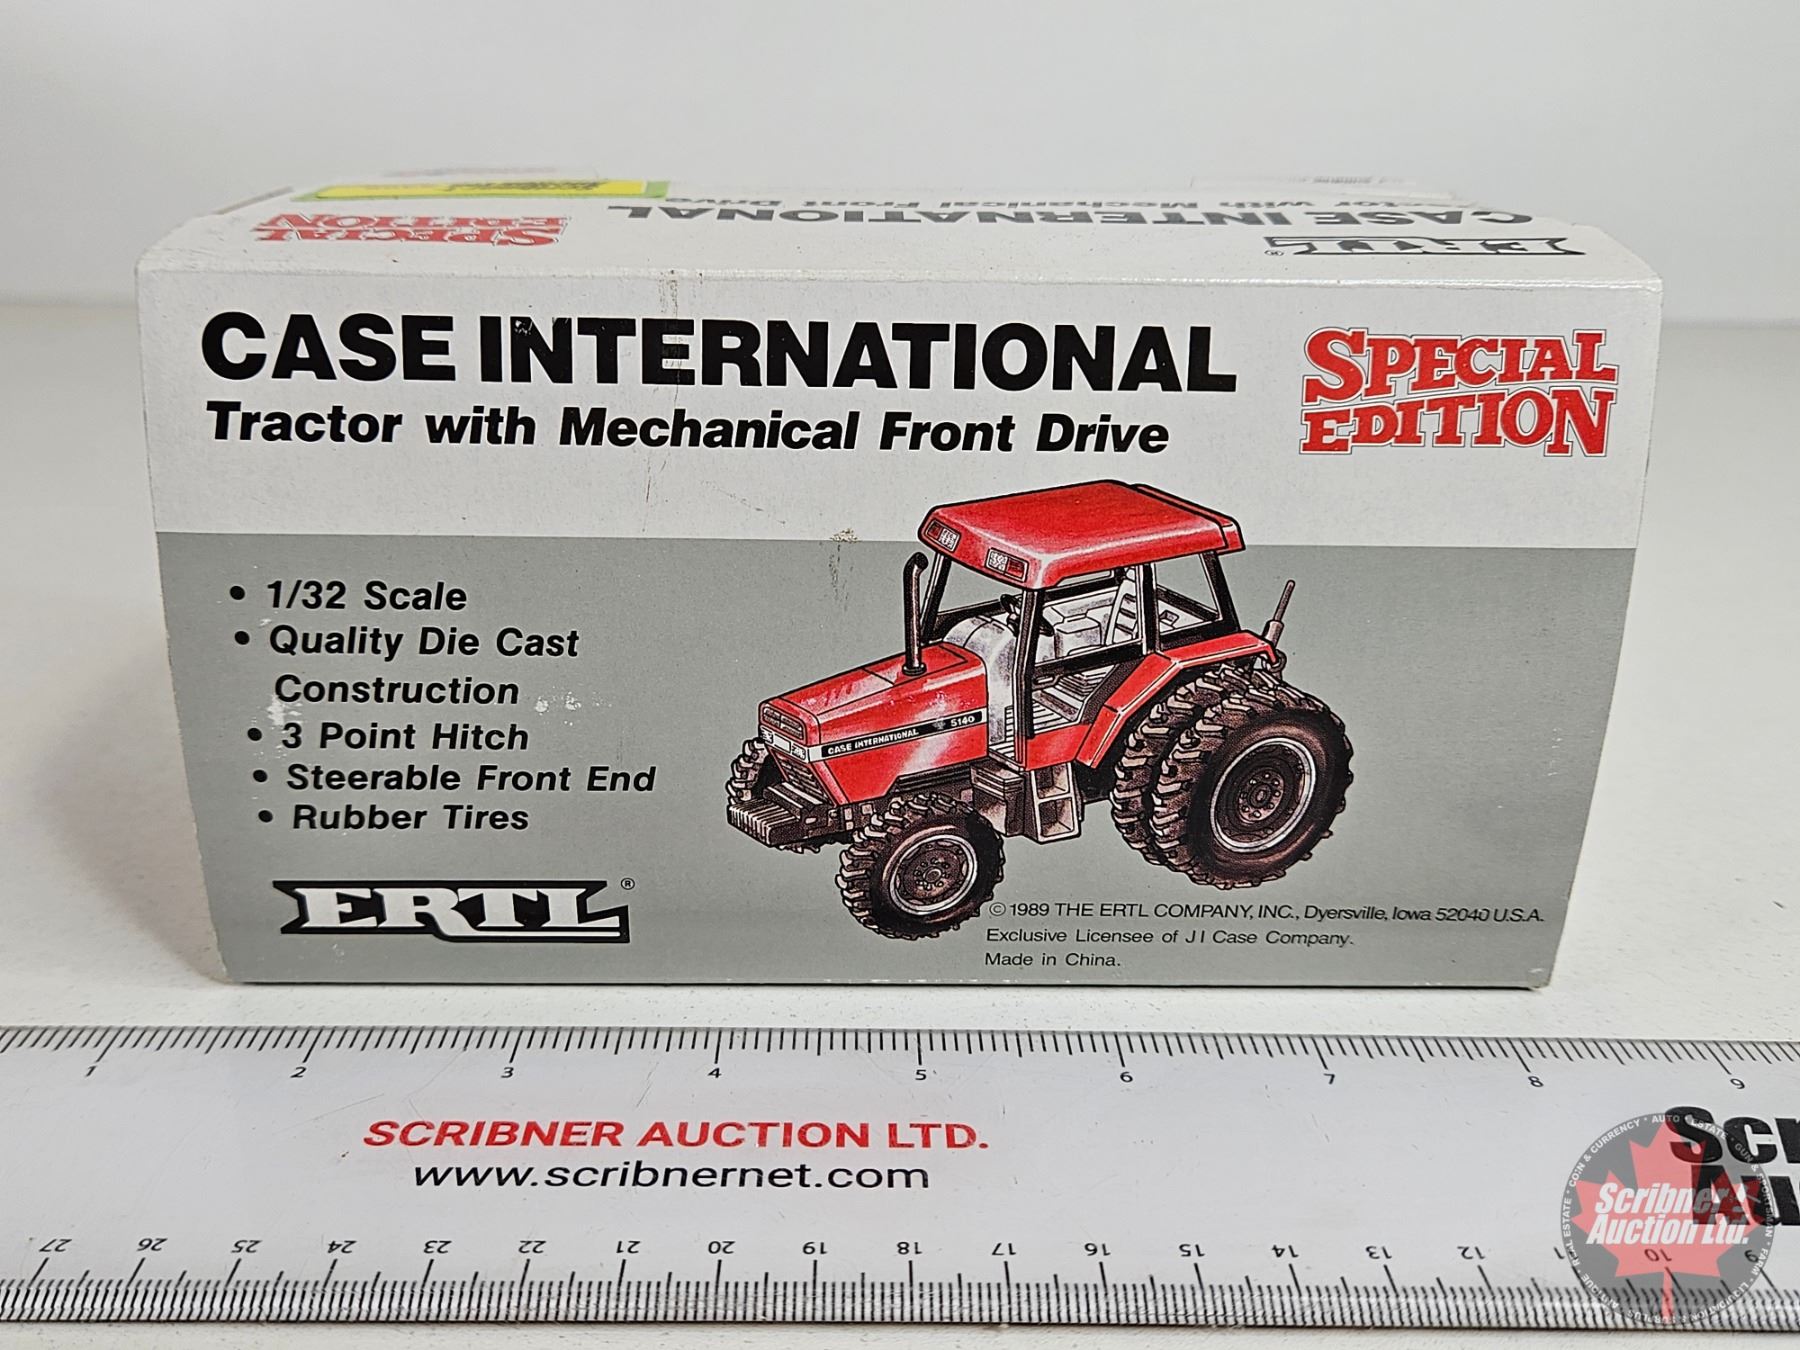 SPECIAL
EDITION
CASE INTERNATIONAL
ERTL ®
CASE INTERNATIONAL
Tractor with Mechanical Front Drive
SPECIAL
EDITION
• 1/32 Scale
• Quality Die Cast
Construction
• 3 Point Hitch
• Steerable Front End
• Rubber Tires
CASE INTERNATIONAL 5140
ERTL ®
© 1989 THE ERTL COMPANY, INC., Dyersville, Iowa 52040 U.S.A.
Exclusive Licensee of J I Case Company.
Made in China.
1 2 3 4 5 6 7 8 9
SCRIBNER AUCTION LTD.
www.scribnernet.com
Scribner
Auction Ltd.
27 26 25 24 23 22 21 20 19 18 17 16 15 14 13 12 11 10 9